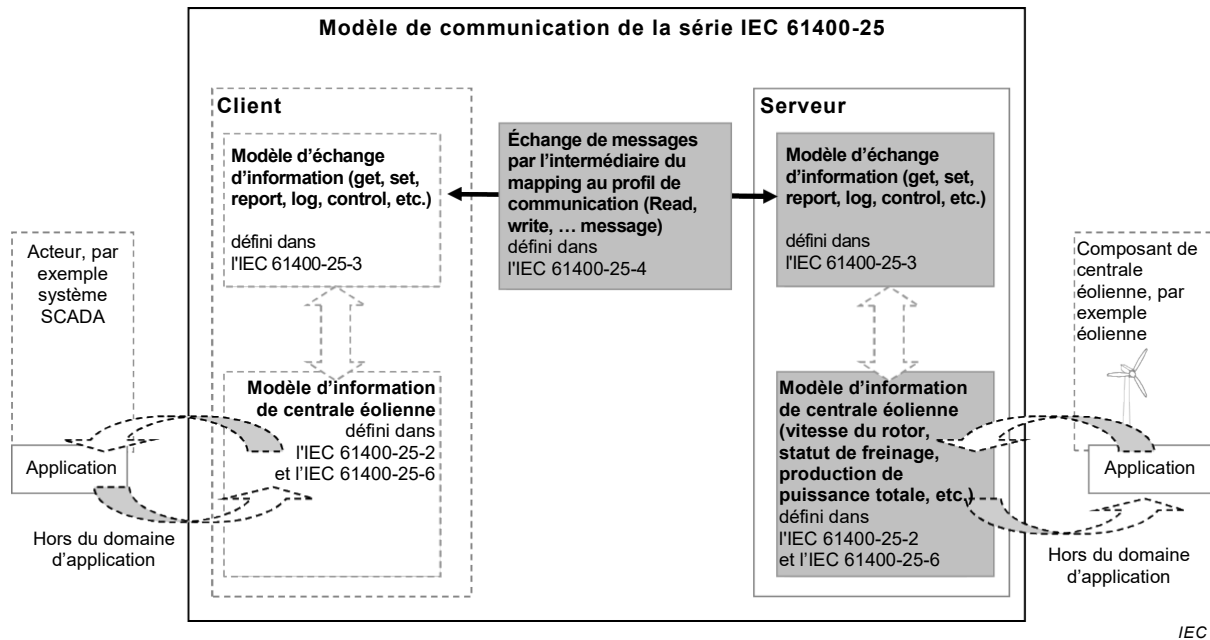 Modèle de communication de la série IEC 61400-25
Client
Modèle d'échange
d'information (get, set,
report, log, control, etc.)
défini dans
l'IEC 61400-25-3
Échange de messages
par l'intermédiaire du
mapping au profil de
communication (Read,
write, … message)
défini dans
l'IEC 61400-25-4
Serveur
Modèle d'échange
d'information (get, set,
report, log, control, etc.)
défini dans
l'IEC 61400-25-3
Acteur, par
exemple
système
SCADA
Application
Hors du domaine
d'application
Modèle d'information
de centrale éolienne
défini dans
l'IEC 61400-25-2
et l'IEC 61400-25-6
Modèle d'information
de centrale éolienne
(vitesse du rotor,
statut de freinage,
production de
puissance totale, etc.)
défini dans
l'IEC 61400-25-2
et l'IEC 61400-25-6
Composant de
centrale
éolienne, par
exemple
éolienne
Application
Hors du domaine
d'application
IEC